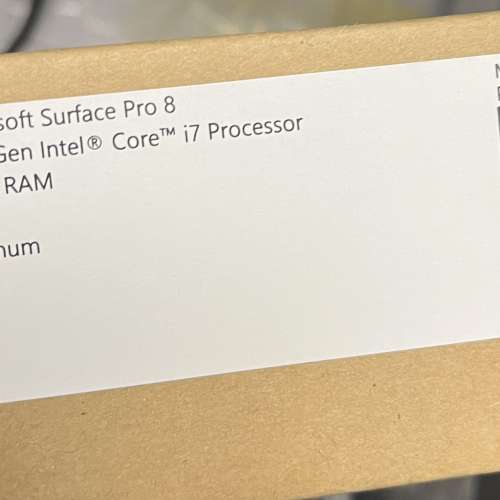 soft Surface Pro 8
Gen Intel® Core™ i7 Processor
RAM
num